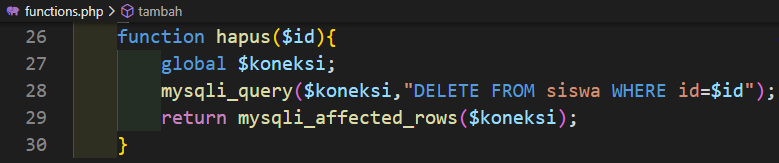 functions.php > tambah
26 function hapus($id){
27 global $koneksi;
28 mysqli_query($koneksi,"DELETE FROM siswa WHERE id=$id");
29 return mysqli_affected_rows($koneksi);
30 }